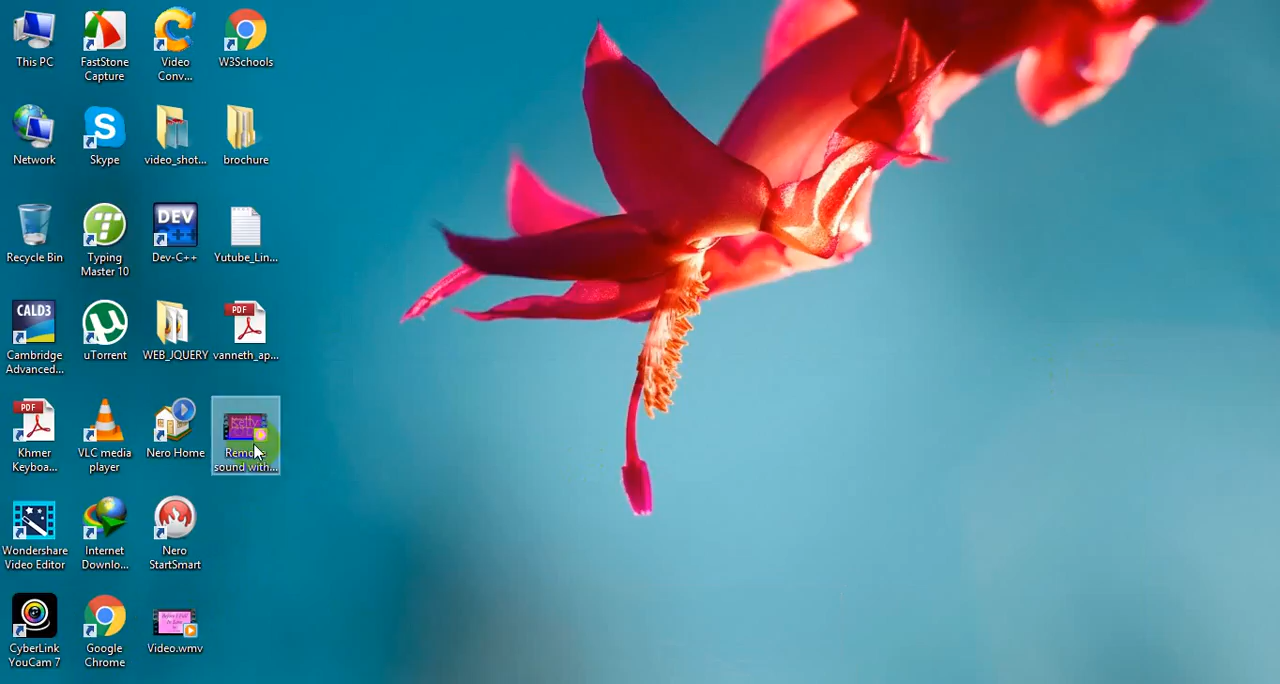 This PC
FastStone
Capture
Video
Conv...
W3Schools
Network
Skype
video_shot...
brochure
Recycle Bin
Typing
Master 10
DEV
C++
Dev-C++
Yutube_Lin...
CALD3
Cambridge
Advanced...
uTorrent
WEB_JQUERY
PDF
vanneth_ap...
PDF
Khmer
Keyboa...
VLC media
player
Nero Home
sound with...
Wondershare
Video Editor
Internet
Downlo...
Nero
StartSmart
CyberLink
YouCam 7
Google
Chrome
Video.wmv